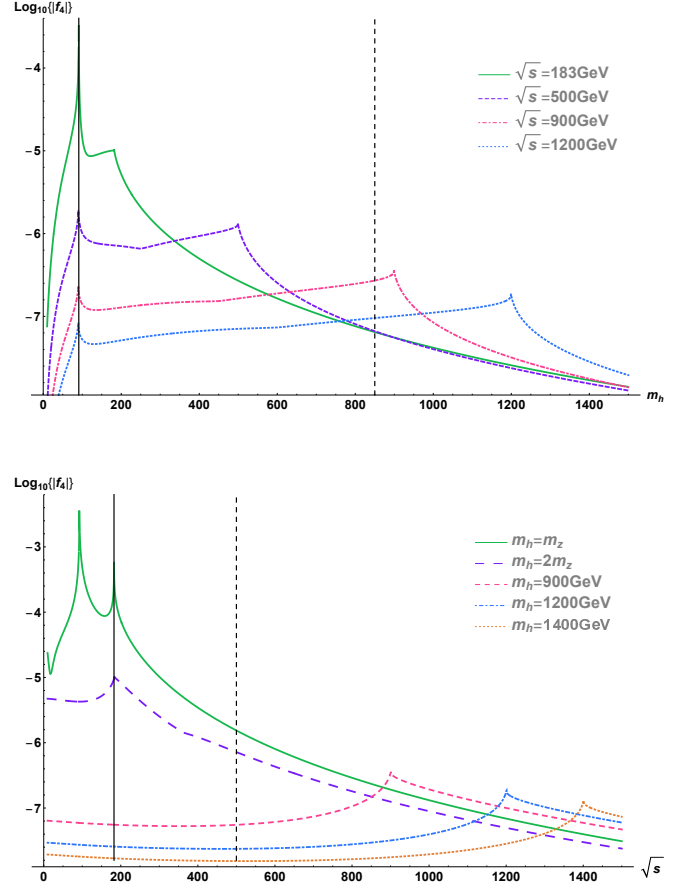 Log₁₀{|f₄|}
√s =183GeV
√s =500GeV
√s =900GeV
√s =1200GeV
-4
-5
-6
-7
0 200 400 600 800 1000 1200 1400 mₕ
Log₁₀{|f₄|}
mₕ=m_z
mₕ=2m_z
mₕ=900GeV
mₕ=1200GeV
mₕ=1400GeV
-3
-4
-5
-6
-7
0 200 400 600 800 1000 1200 1400 √s